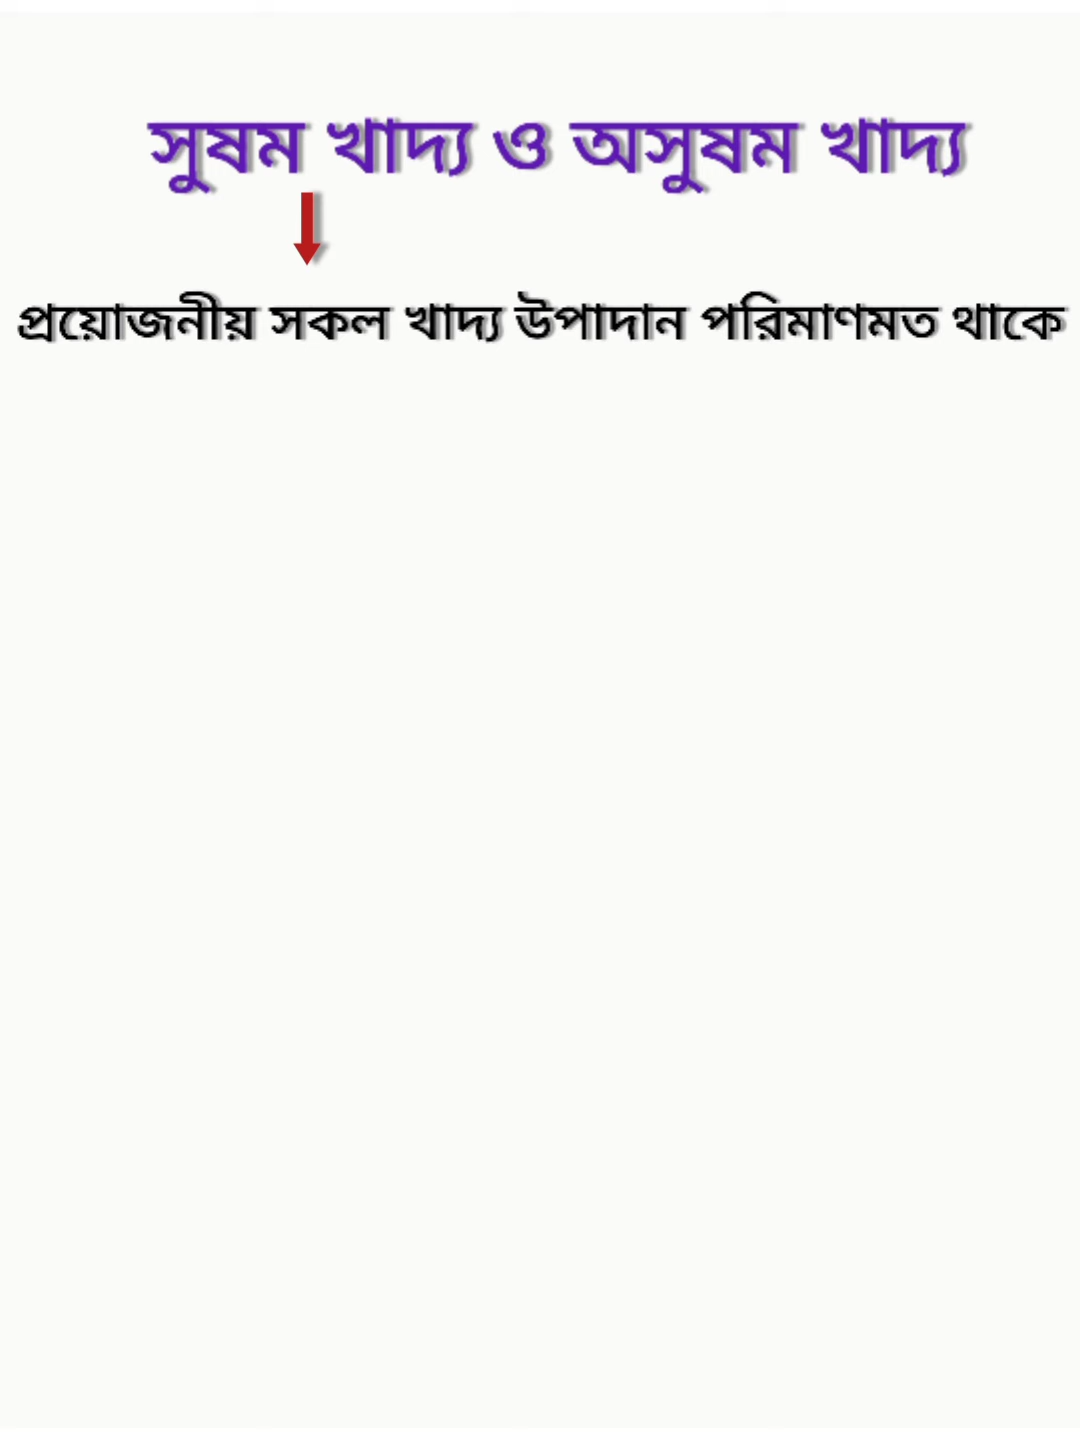 সুষম খাদ্য ও অসুষম খাদ্য
প্রয়োজনীয় সকল খাদ্য উপাদান পরিমাণমত থাকে